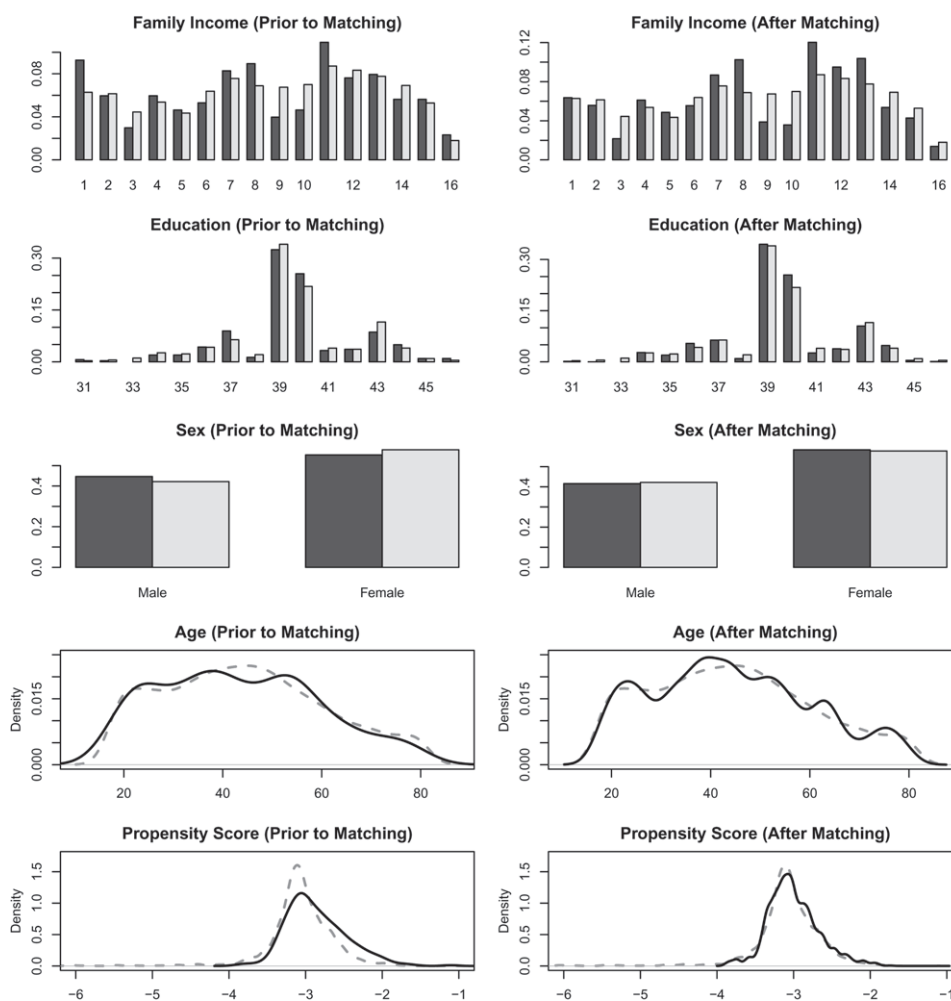 Family Income (Prior to Matching)
0.00 0.04 0.08
1 2 3 4 5 6 7 8 9 10 12 14 16
Family Income (After Matching)
0.00 0.04 0.08 0.12
1 2 3 4 5 6 7 8 9 10 12 14 16
Education (Prior to Matching)
0.00 0.15 0.30
31 33 35 37 39 41 43 45
Education (After Matching)
0.00 0.15 0.30
31 33 35 37 39 41 43 45
Sex (Prior to Matching)
0.0 0.2 0.4
Male Female
Sex (After Matching)
0.0 0.2 0.4
Male Female
Age (Prior to Matching)
Density
0.000 0.015
20 40 60 80
Age (After Matching)
Density
0.000 0.015
20 40 60 80
Propensity Score (Prior to Matching)
Density
0.0 0.5 1.0 1.5
−6 −5 −4 −3 −2 −1
Propensity Score (After Matching)
Density
0.0 0.5 1.0 1.5
−6 −5 −4 −3 −2 −1